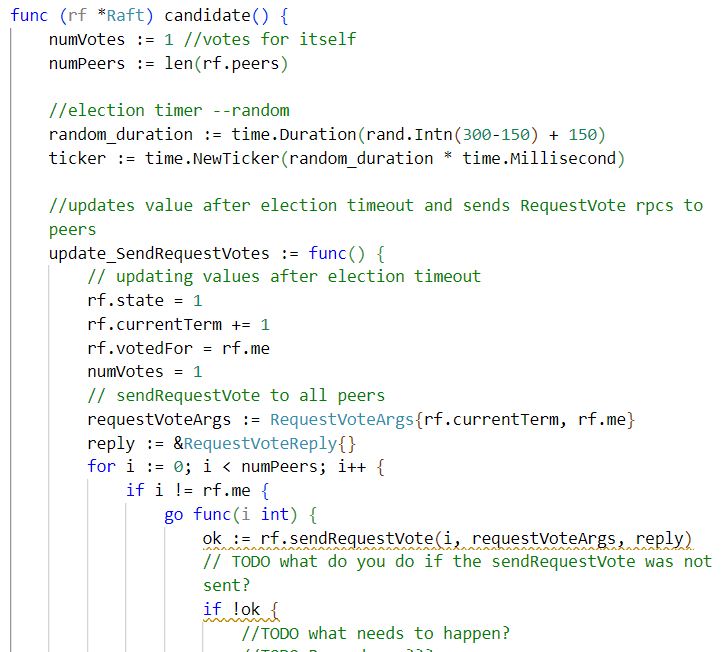 func (rf *Raft) candidate() {
numVotes := 1 //votes for itself
numPeers := len(rf.peers)
//election timer --random
random_duration := time.Duration(rand.Intn(300-150) + 150)
ticker := time.NewTicker(random_duration * time.Millisecond)
//updates value after election timeout and sends RequestVote rpcs to
peers
update_SendRequestVotes := func() {
// updating values after election timeout
rf.state = 1
rf.currentTerm += 1
rf.votedFor = rf.me
numVotes = 1
// sendRequestVote to all peers
requestVoteArgs := RequestVoteArgs{rf.currentTerm, rf.me}
reply := &RequestVoteReply{}
for i := 0; i < numPeers; i++ {
if i != rf.me {
go func(i int) {
ok := rf.sendRequestVote(i, requestVoteArgs, reply)
// TODO what do you do if the sendRequestVote was not
sent?
if !ok {
//TODO what needs to happen?